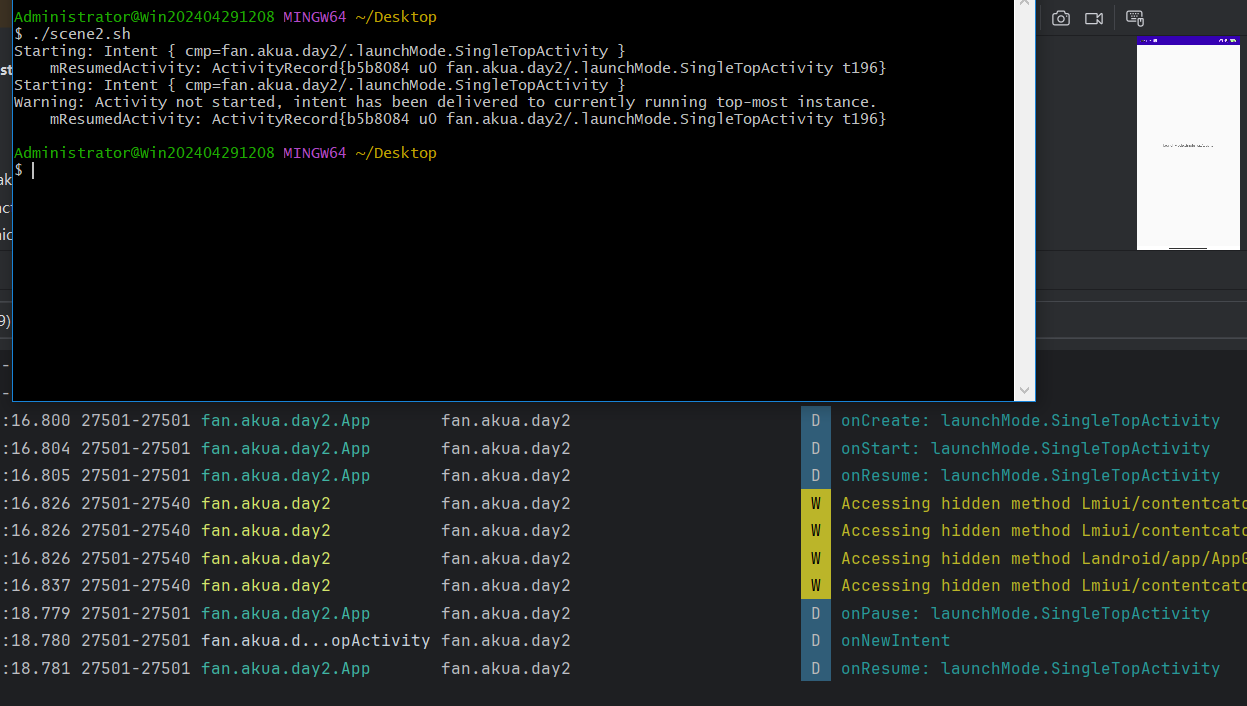 Administrator@Win202404291208 MINGW64 ~/Desktop
$ ./scene2.sh
Starting: Intent { cmp=fan.akua.day2/.launchMode.SingleTopActivity }
    mResumedActivity: ActivityRecord{b5b8084 u0 fan.akua.day2/.launchMode.SingleTopActivity t196}
Starting: Intent { cmp=fan.akua.day2/.launchMode.SingleTopActivity }
Warning: Activity not started, intent has been delivered to currently running top-most instance.
    mResumedActivity: ActivityRecord{b5b8084 u0 fan.akua.day2/.launchMode.SingleTopActivity t196}
Administrator@Win202404291208 MINGW64 ~/Desktop
$
st
ak
9)
:16.800 27501-27501 fan.akua.day2.App fan.akua.day2 D onCreate: launchMode.SingleTopActivity
:16.804 27501-27501 fan.akua.day2.App fan.akua.day2 D onStart: launchMode.SingleTopActivity
:16.805 27501-27501 fan.akua.day2.App fan.akua.day2 D onResume: launchMode.SingleTopActivity
:16.826 27501-27540 fan.akua.day2 fan.akua.day2 W Accessing hidden method Lmiui/contentcatc
:16.826 27501-27540 fan.akua.day2 fan.akua.day2 W Accessing hidden method Lmiui/contentcatc
:16.826 27501-27540 fan.akua.day2 fan.akua.day2 W Accessing hidden method Landroid/app/AppG
:16.837 27501-27540 fan.akua.day2 fan.akua.day2 W Accessing hidden method Lmiui/contentcatc
:18.779 27501-27501 fan.akua.day2.App fan.akua.day2 D onPause: launchMode.SingleTopActivity
:18.780 27501-27501 fan.akua.d...opActivity fan.akua.day2 D onNewIntent
:18.781 27501-27501 fan.akua.day2.App fan.akua.day2 D onResume: launchMode.SingleTopActivity